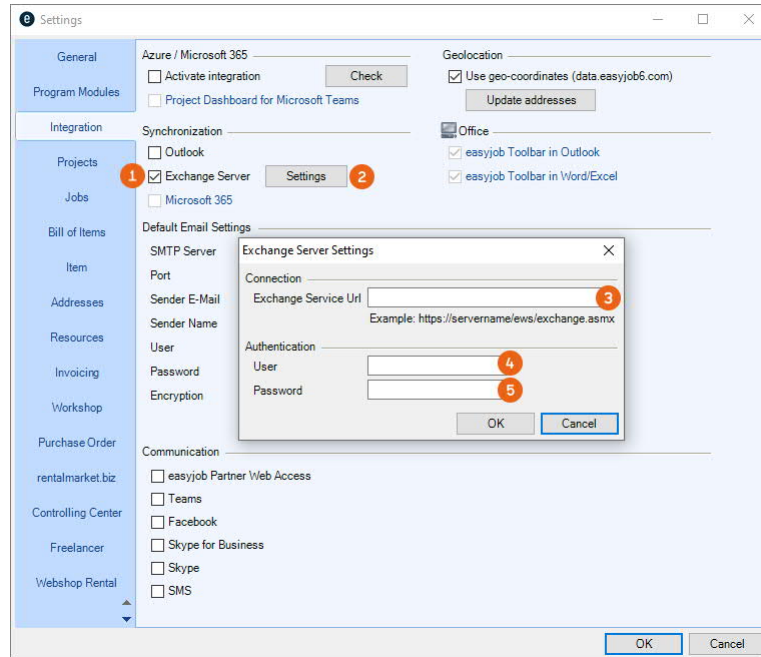 e Settings
General
Program Modules
Integration
Projects
Jobs
Bill of Items
Item
Addresses
Resources
Invoicing
Workshop
Purchase Order
rentalmarket.biz
Controlling Center
Freelancer
Webshop Rental
Azure / Microsoft 365
Activate integration Check
Project Dashboard for Microsoft Teams
Geolocation
Use geo-coordinates (data.easyjob6.com)
Update addresses
Synchronization
Outlook
1 Exchange Server Settings 2
Microsoft 365
Office
easyjob Toolbar in Outlook
easyjob Toolbar in Word/Excel
Default Email Settings
SMTP Server
Port
Sender E-Mail
Sender Name
User
Password
Encryption
Exchange Server Settings
Connection
Exchange Service Url 3
Example: https://servername/ews/exchange.asmx
Authentication
User 4
Password 5
OK Cancel
Communication
easyjob Partner Web Access
Teams
Facebook
Skype for Business
Skype
SMS
OK Cancel